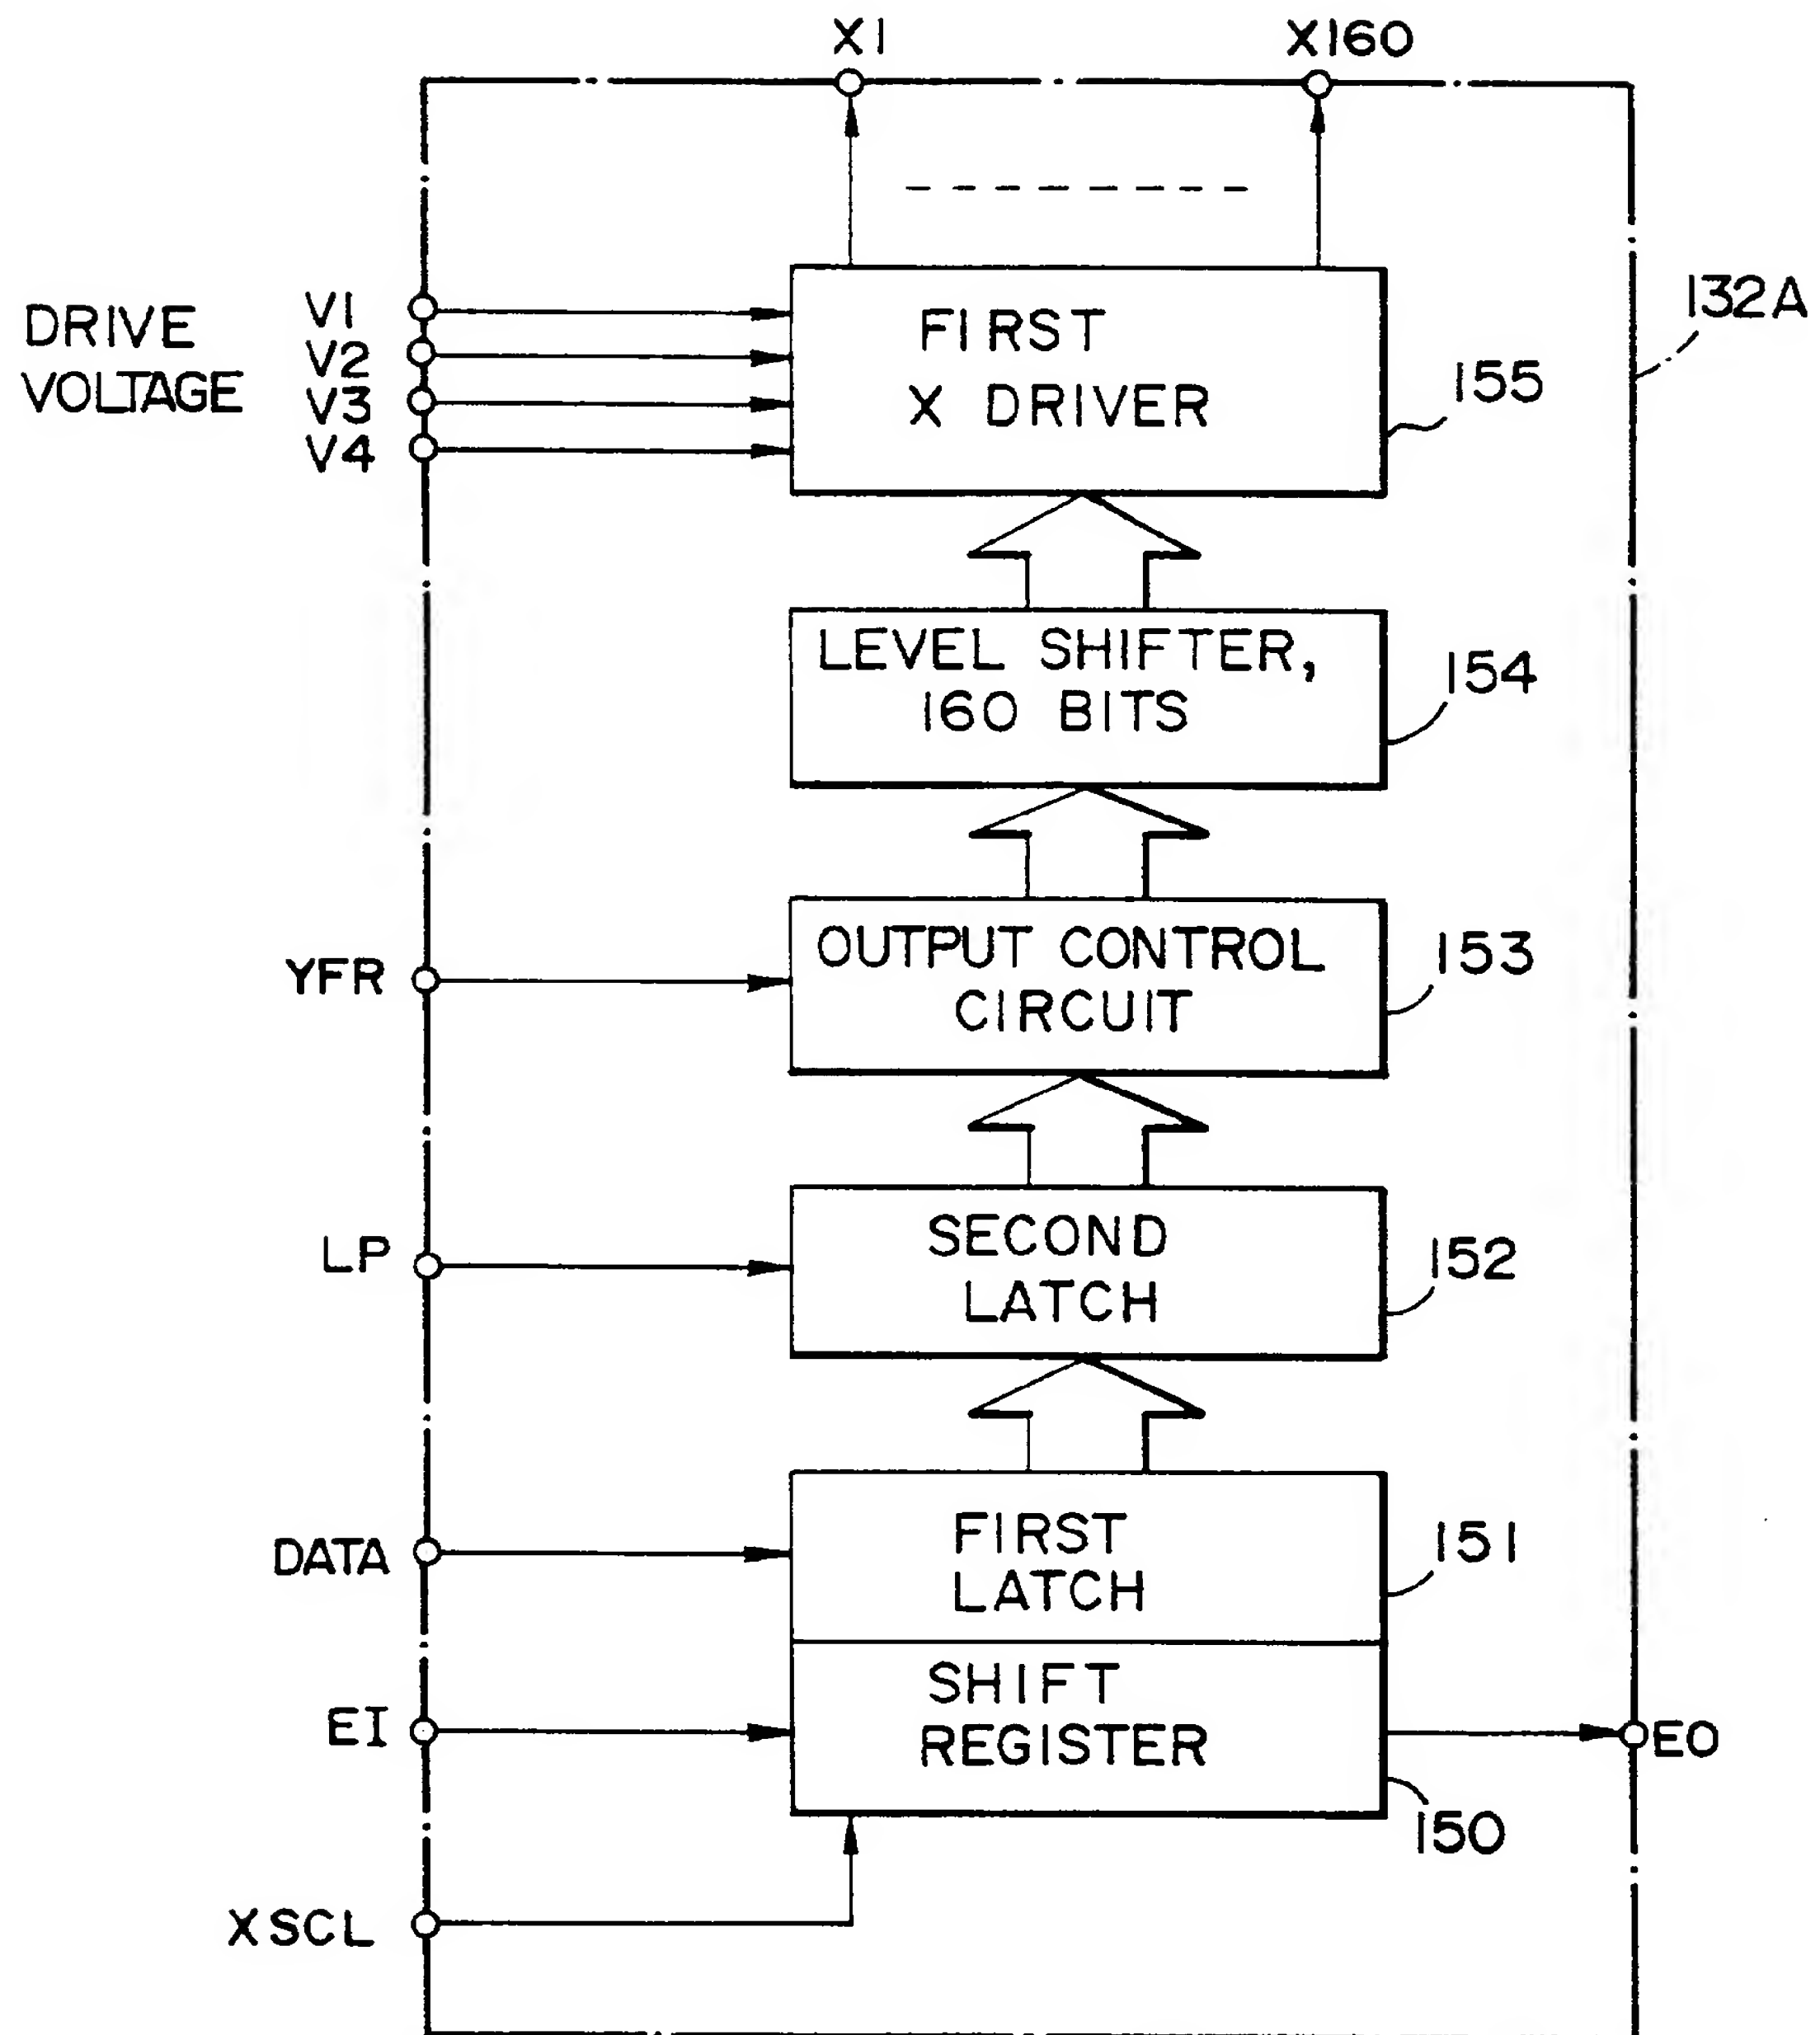 X1 X160
DRIVE
VOLTAGE
V1
V2
V3
V4
FIRST
X DRIVER
132A
155
LEVEL SHIFTER,
160 BITS
154
YFR
OUTPUT CONTROL
CIRCUIT
153
LP
SECOND
LATCH
152
DATA
FIRST
LATCH
151
EI
SHIFT
REGISTER
EO
150
XSCL